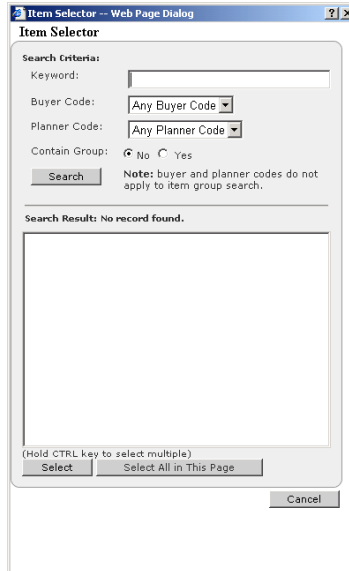 Item Selector -- Web Page Dialog
Item Selector
Search Criteria:
Keyword:
Buyer Code: Any Buyer Code
Planner Code: Any Planner Code
Contain Group: No Yes
Search Note: buyer and planner codes do not
apply to item group search.
Search Result: No record found.
(Hold CTRL key to select multiple)
Select Select All in This Page
Cancel